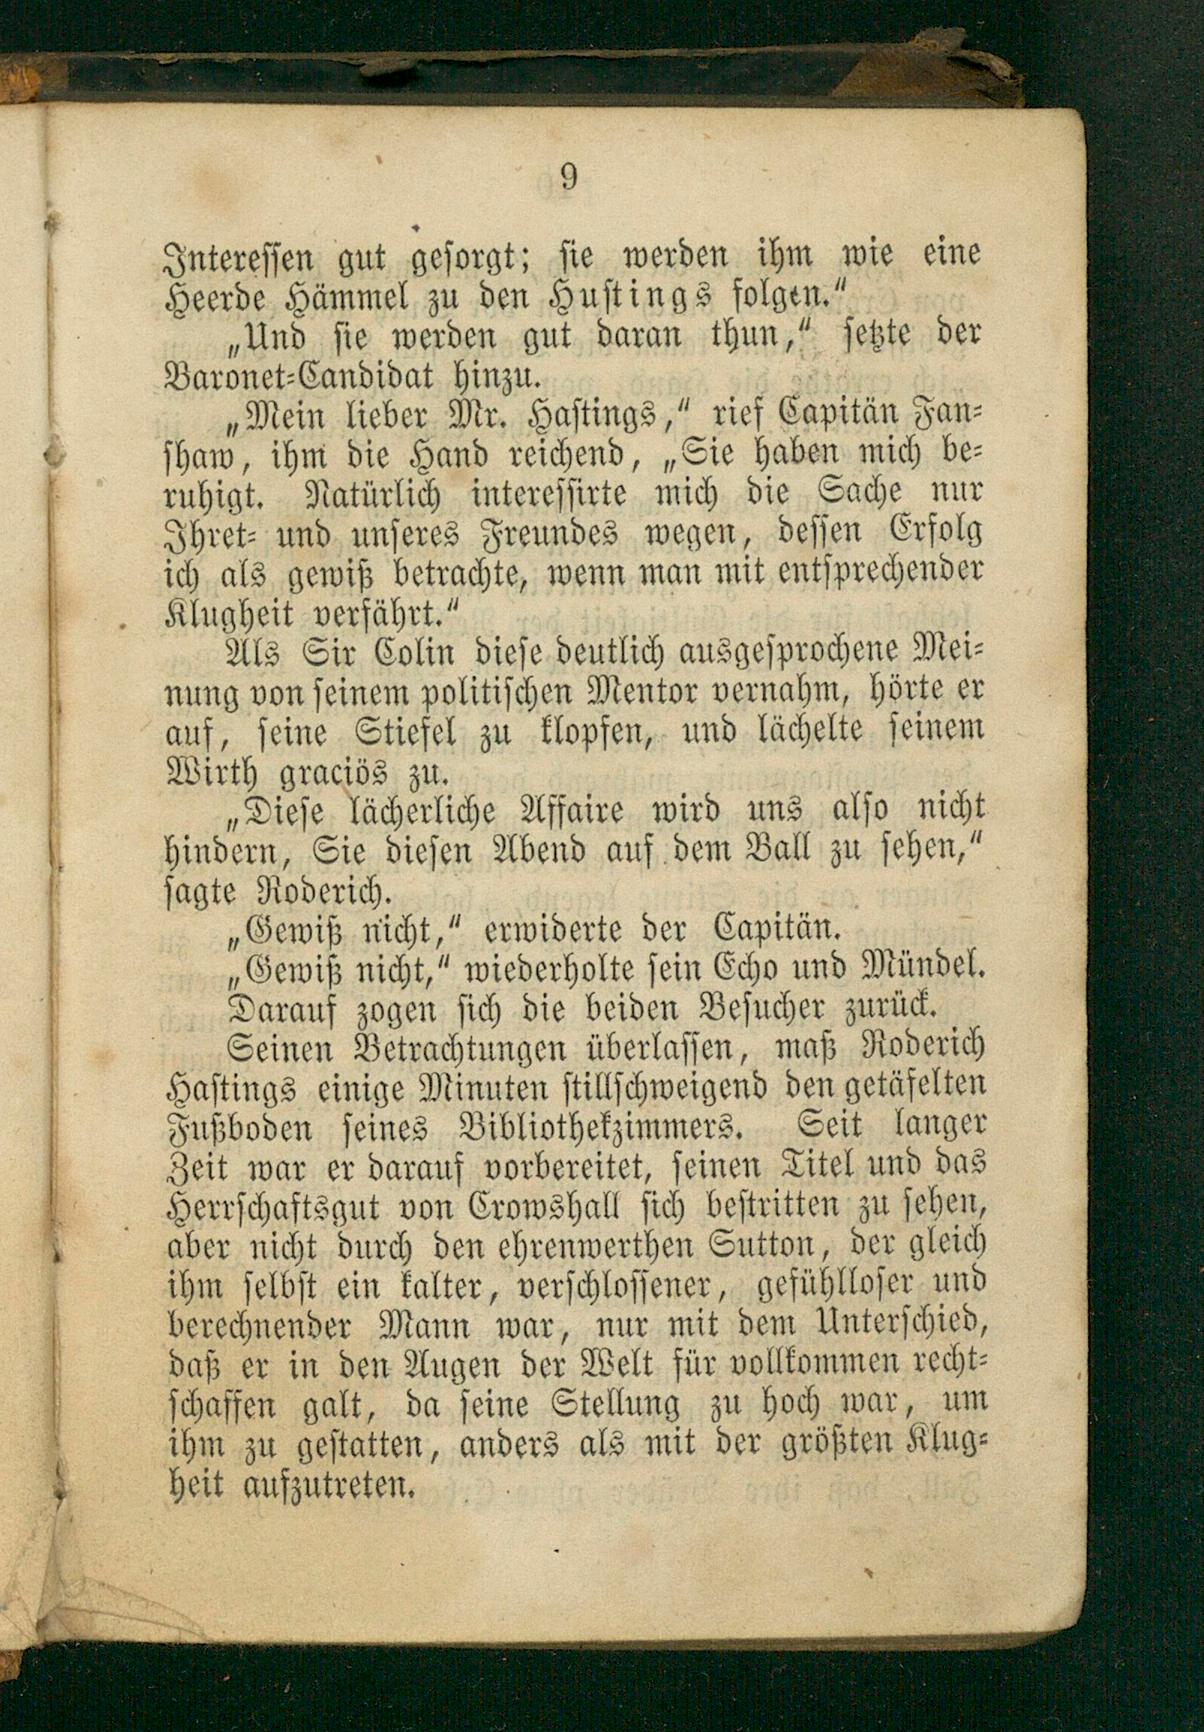 9
Interessen gut gesorgt; sie werden ihm wie eine
Heerde Hämmel zu den Hustings folgen.“
„Und sie werden gut daran thun,“ setzte der
Baronet-Candidat hinzu.
„Mein lieber Mr. Hastings,“ rief Capitän Fan-
shaw, ihm die Hand reichend, „Sie haben mich be-
ruhigt. Natürlich interessirte mich die Sache nur
Ihret- und unseres Freundes wegen, dessen Erfolg
ich als gewiß betrachte, wenn man mit entsprechender
Klugheit verfährt.“
Als Sir Colin diese deutlich ausgesprochene Mei-
nung von seinem politischen Mentor vernahm, hörte er
auf, seine Stiefel zu klopfen, und lächelte seinem
Wirth graciös zu.
„Diese lächerliche Affaire wird uns also nicht
hindern, Sie diesen Abend auf dem Ball zu sehen,“
sagte Roderich.
„Gewiß nicht,“ erwiderte der Capitän.
„Gewiß nicht,“ wiederholte sein Echo und Mündel.
Darauf zogen sich die beiden Besucher zurück.
Seinen Betrachtungen überlassen, maß Roderich
Hastings einige Minuten stillschweigend den getäfelten
Fußboden seines Bibliothekzimmers. Seit langer
Zeit war er darauf vorbereitet, seinen Titel und das
Herrschaftsgut von Crowshall sich bestritten zu sehen,
aber nicht durch den ehrenwerthen Sutton, der gleich
ihm selbst ein kalter, verschlossener, gefühlloser und
berechnender Mann war, nur mit dem Unterschied,
daß er in den Augen der Welt für vollkommen recht-
schaffen galt, da seine Stellung zu hoch war, um
ihm zu gestatten, anders als mit der größten Klug-
heit aufzutreten.